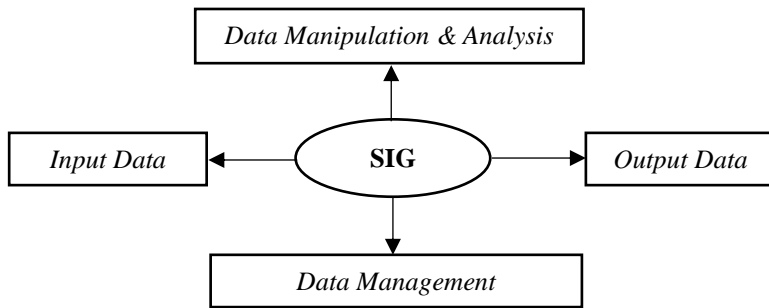 Data Manipulation & Analysis
Input Data
SIG
Output Data
Data Management